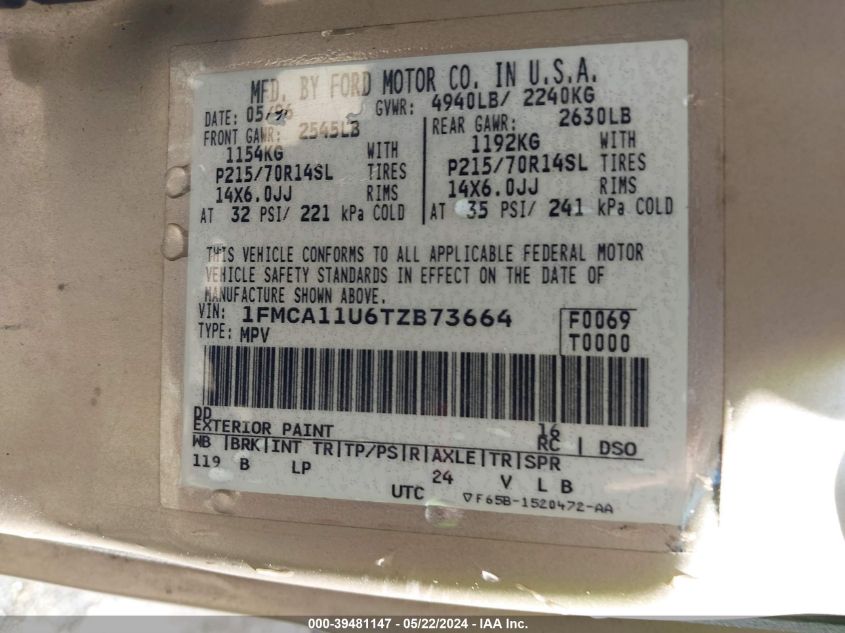 MFD. BY FORD MOTOR CO. IN U.S.A.
DATE: 05/96 GVWR: 4940LB/ 2240KG
FRONT GAWR: 2545LB REAR GAWR: 2630LB
1154KG WITH 1192KG WITH
P215/70R14SL TIRES P215/70R14SL TIRES
14X6.0JJ RIMS 14X6.0JJ RIMS
AT 32 PSI/ 221 kPa COLD AT 35 PSI/ 241 kPa COLD
THIS VEHICLE CONFORMS TO ALL APPLICABLE FEDERAL MOTOR
VEHICLE SAFETY STANDARDS IN EFFECT ON THE DATE OF
MANUFACTURE SHOWN ABOVE.
VIN: 1FMCA11U6TZB73664 F0069
TYPE: MPV T0000
DD
EXTERIOR PAINT 16 RC DSO
WB |BRK|INT TR|TP/PS|R|AXLE|TR|SPR
119 B LP 24 V L B
UTC ▽F65B-1520472-AA
000-39481147 - 05/22/2024 - IAA Inc.